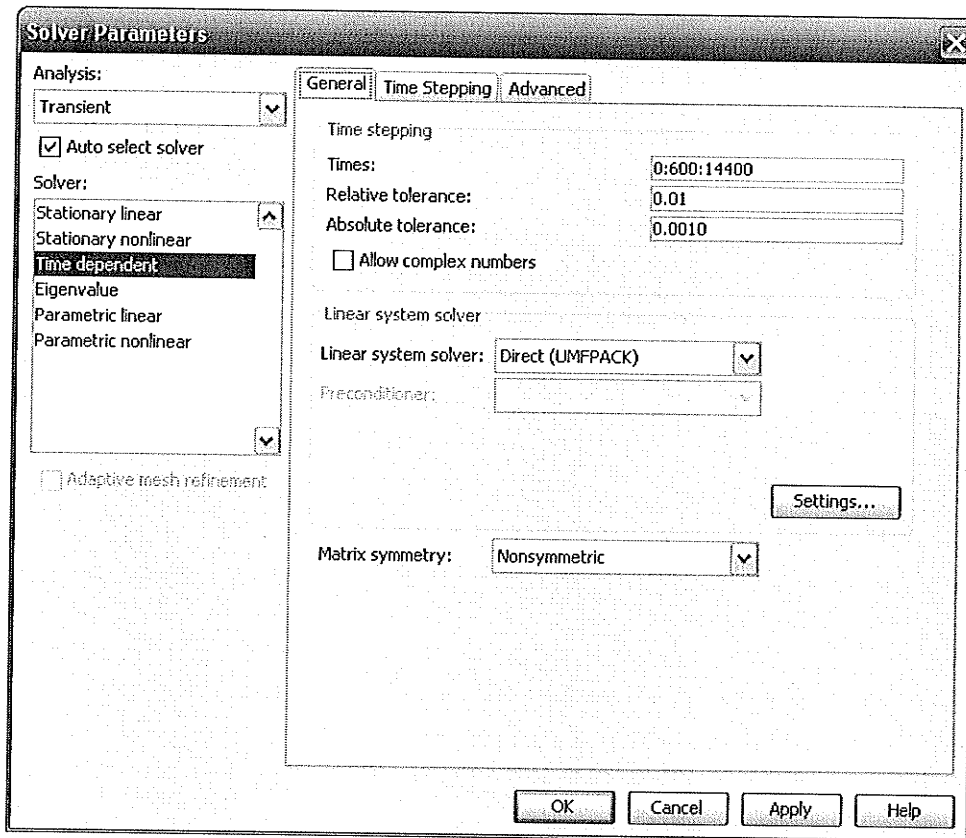 Solver Parameters
Analysis:
Transient
Auto select solver
Solver:
Stationary linear
Stationary nonlinear
Time dependent
Eigenvalue
Parametric linear
Parametric nonlinear
Adaptive mesh refinement
General Time Stepping Advanced
Time stepping
Times: 0:600:14400
Relative tolerance: 0.01
Absolute tolerance: 0.0010
Allow complex numbers
Linear system solver
Linear system solver: Direct (UMFPACK)
Preconditioner:
Settings...
Matrix symmetry: Nonsymmetric
OK Cancel Apply Help